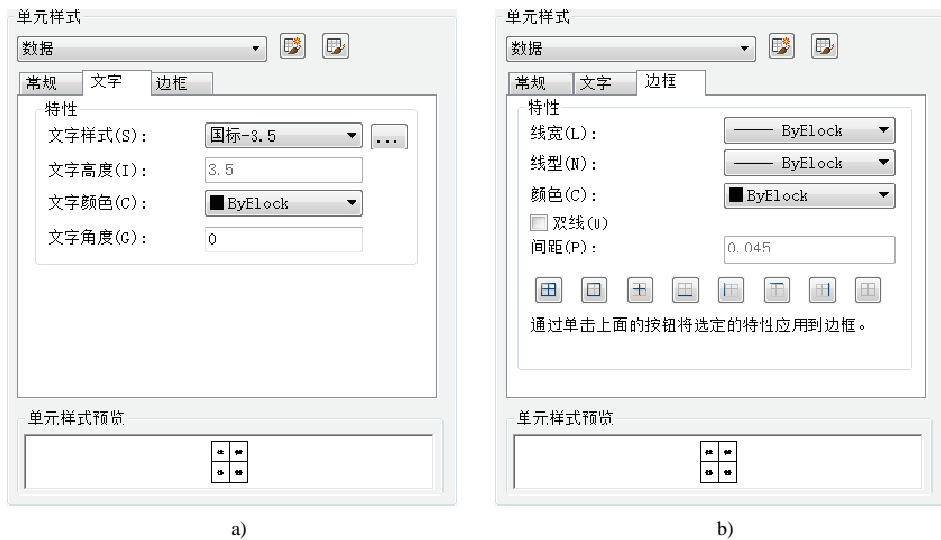 单元样式
数据
常规 文字 边框
特性
文字样式(S): 国标-3.5 ...
文字高度(I): 3.5
文字颜色(C): ByElock
文字角度(G): 0
单元样式预览
a)
单元样式
数据
常规 文字 边框
特性
线宽(L): ByElock
线型(N): ByElock
颜色(C): ByElock
双线(U)
间距(P): 0.045
通过单击上面的按钮将选定的特性应用到边框。
单元样式预览
b)